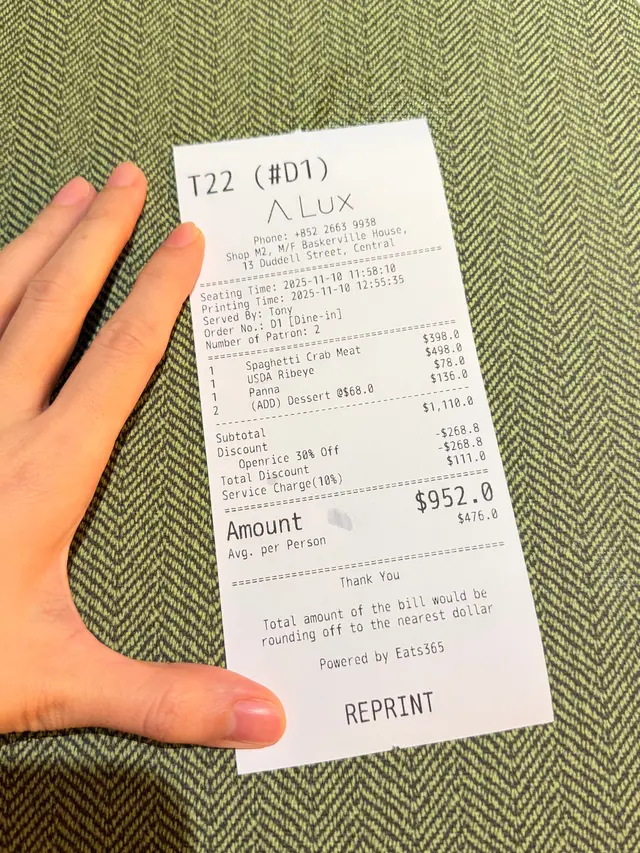 T22 (#D1)
Λ LUX
Phone: +852 2663 9938
Shop M2, M/F Baskerville House,
13 Duddell Street, Central
================================
Seating Time: 2025-11-10 11:58:10
Printing Time: 2025-11-10 12:55:35
Served By: Tony
Order No.: D1 [Dine-in]
Number of Patron: 2
================================
1 Spaghetti Crab Meat $398.0
1 USDA Ribeye $498.0
1 Panna $78.0
2 (ADD) Dessert @$68.0 $136.0
--------------------------------
Subtotal $1,110.0
Discount
Openrice 30% Off -$268.8
Total Discount -$268.8
Service Charge(10%) $111.0
================================
Amount $952.0
Avg. per Person $476.0
================================
Thank You
Total amount of the bill would be
rounding off to the nearest dollar
Powered by Eats365
REPRINT